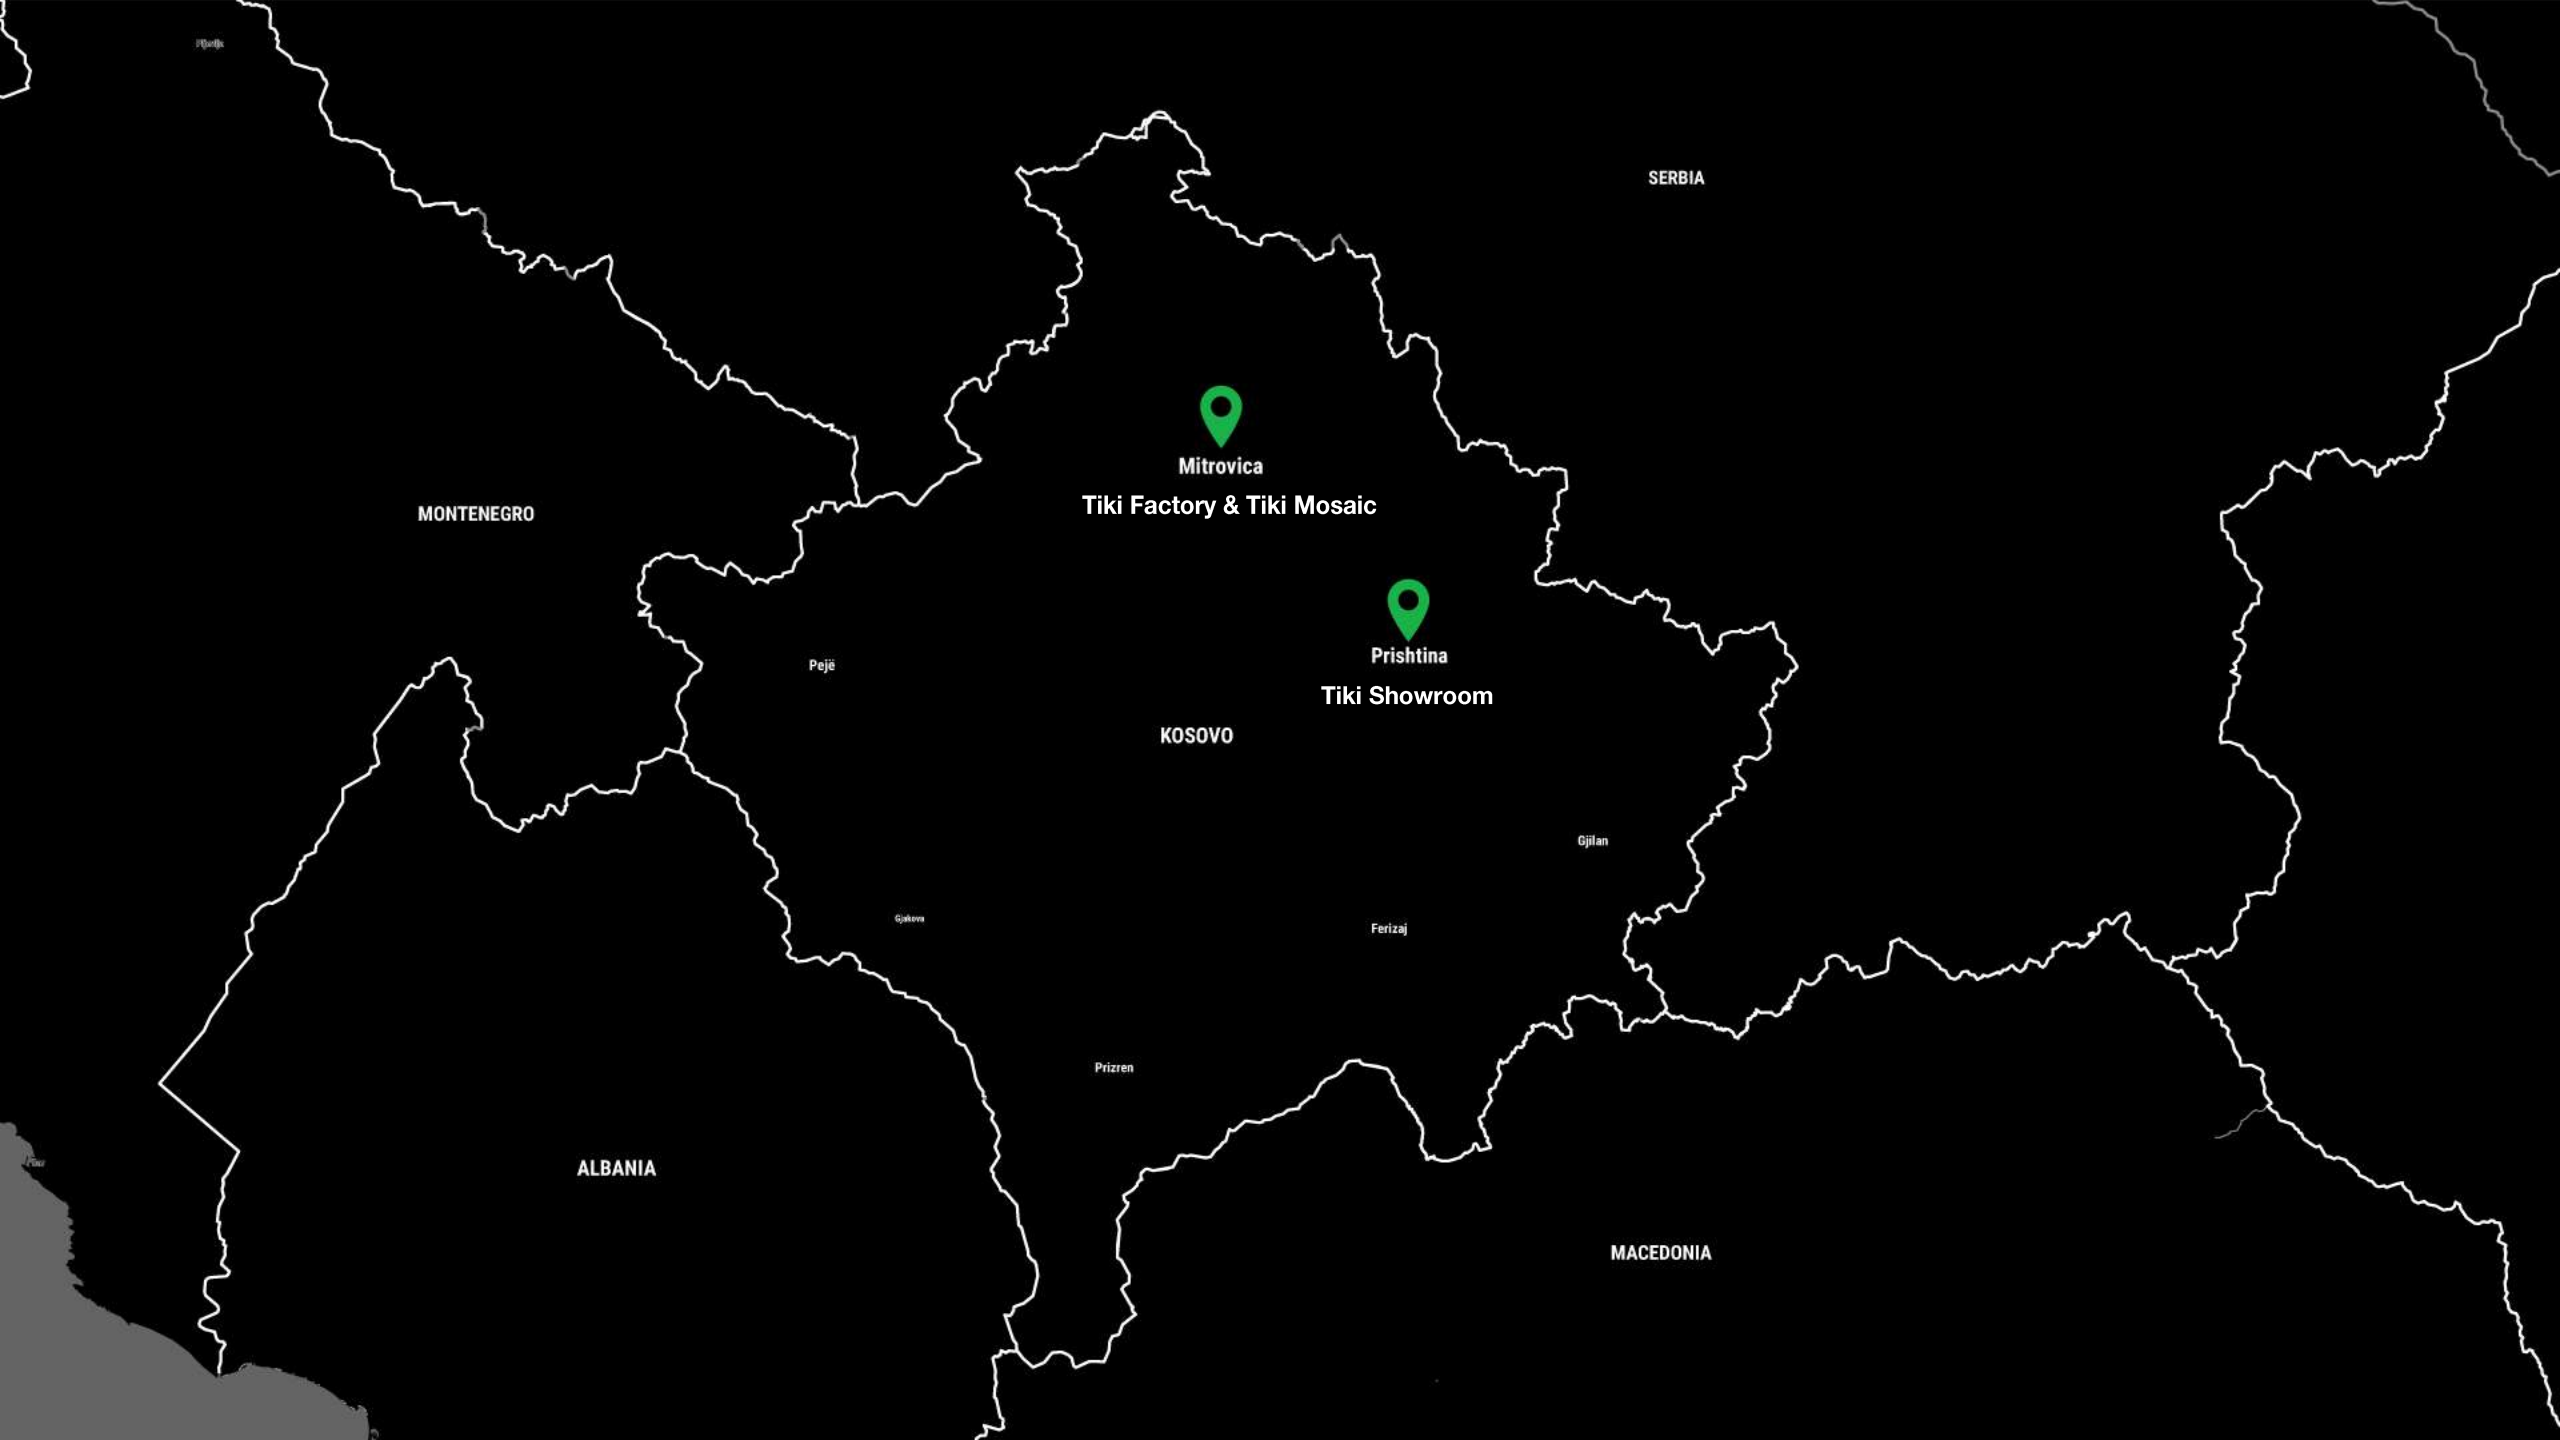 SERBIA
Mitrovica
Tiki Factory & Tiki Mosaic
MONTENEGRO
Prishtina
Pejë
Tiki Showroom
KOSOVO
Gjilan
Gjakova
Ferizaj
Prizren
ALBANIA
MACEDONIA